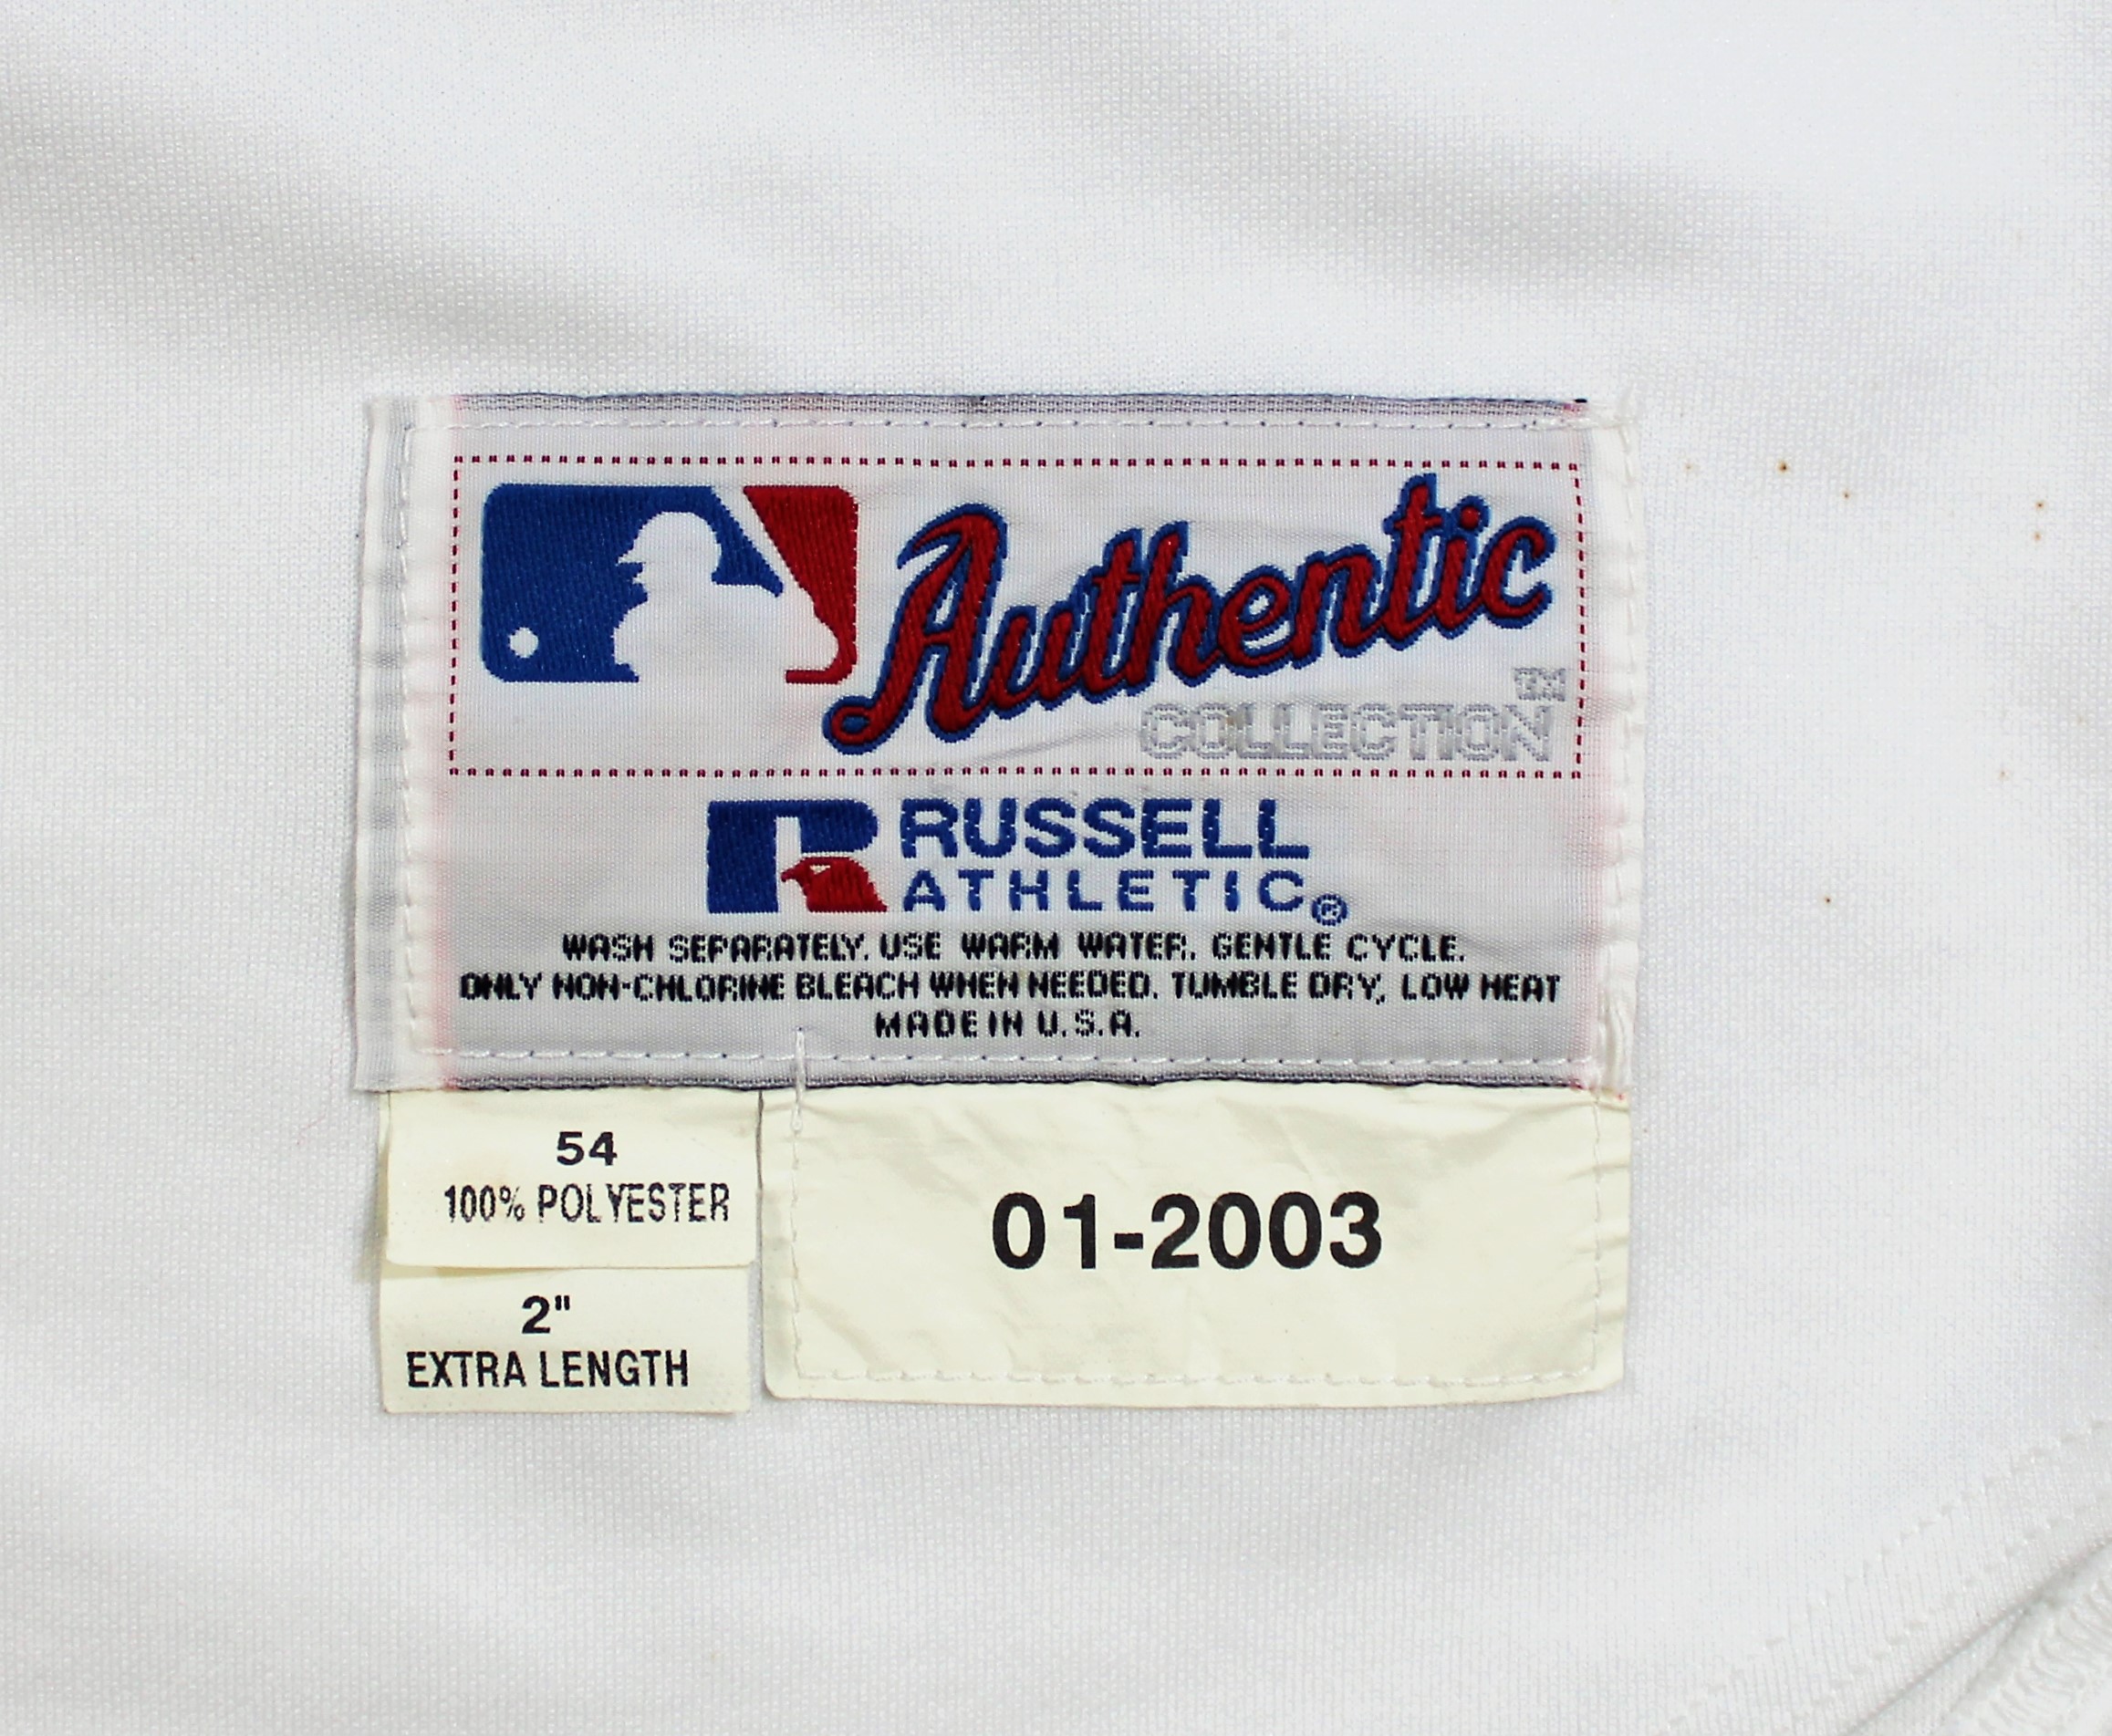 Authentic
COLLECTION™
RUSSELL
ATHLETIC®
WASH SEPARATELY. USE WARM WATER. GENTLE CYCLE.
ONLY NON-CHLORINE BLEACH WHEN NEEDED. TUMBLE DRY, LOW HEAT
MADE IN U.S.A.
54
100% POLYESTER
2"
EXTRA LENGTH
01-2003